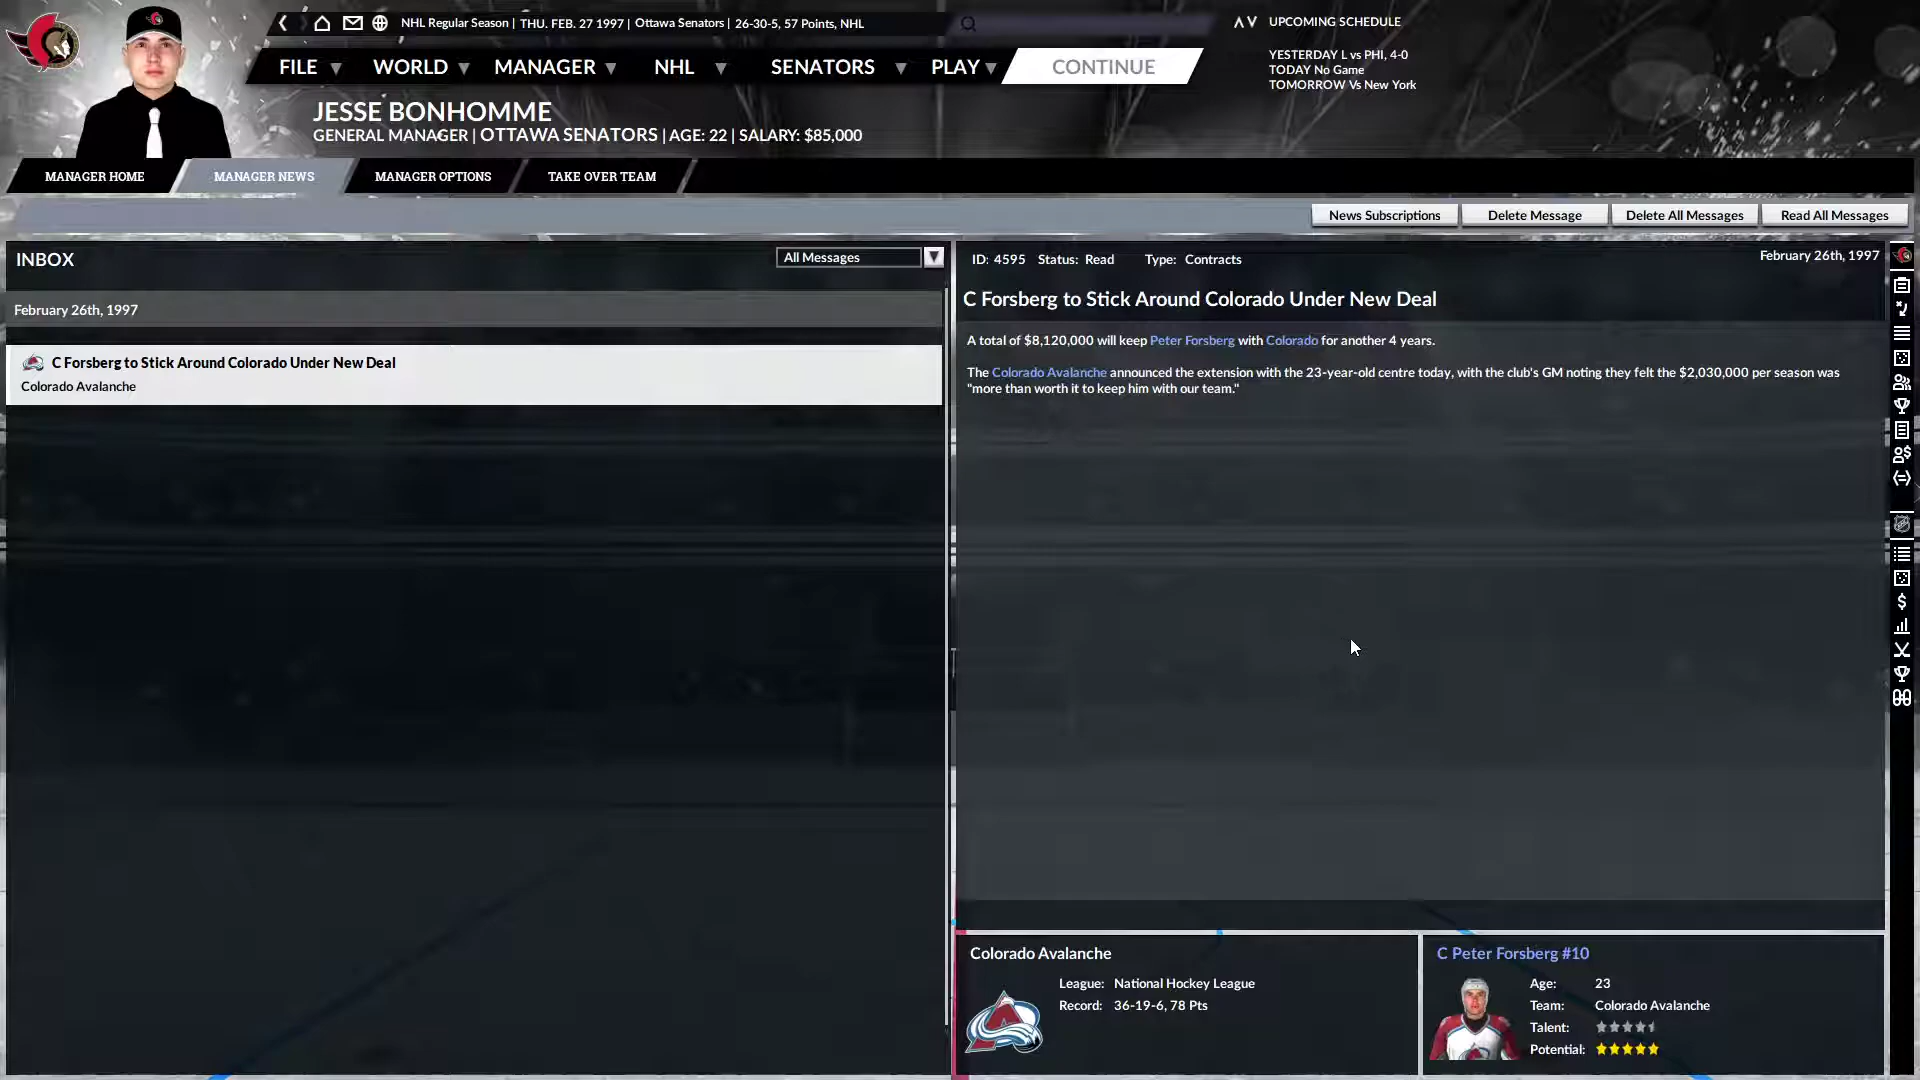 NHL Regular Season | THU. FEB. 27 1997 | Ottawa Senators | 26-30-5, 57 Points, NHL
UPCOMING SCHEDULE
YESTERDAY L vs PHI, 4-0
TODAY No Game
TOMORROW Vs New York
FILE WORLD MANAGER NHL SENATORS PLAY CONTINUE
JESSE BONHOMME
GENERAL MANAGER | OTTAWA SENATORS | AGE: 22 | SALARY: $85,000
MANAGER HOME MANAGER NEWS MANAGER OPTIONS TAKE OVER TEAM
News Subscriptions Delete Message Delete All Messages Read All Messages
INBOX All Messages
February 26th, 1997
C Forsberg to Stick Around Colorado Under New Deal
Colorado Avalanche
ID: 4595 Status: Read Type: Contracts February 26th, 1997
C Forsberg to Stick Around Colorado Under New Deal
A total of $8,120,000 will keep Peter Forsberg with Colorado for another 4 years.
The Colorado Avalanche announced the extension with the 23-year-old centre today, with the club's GM noting they felt the $2,030,000 per season was
"more than worth it to keep him with our team."
Colorado Avalanche
League: National Hockey League
Record: 36-19-6, 78 Pts
C Peter Forsberg #10
Age: 23
Team: Colorado Avalanche
Talent:
Potential: